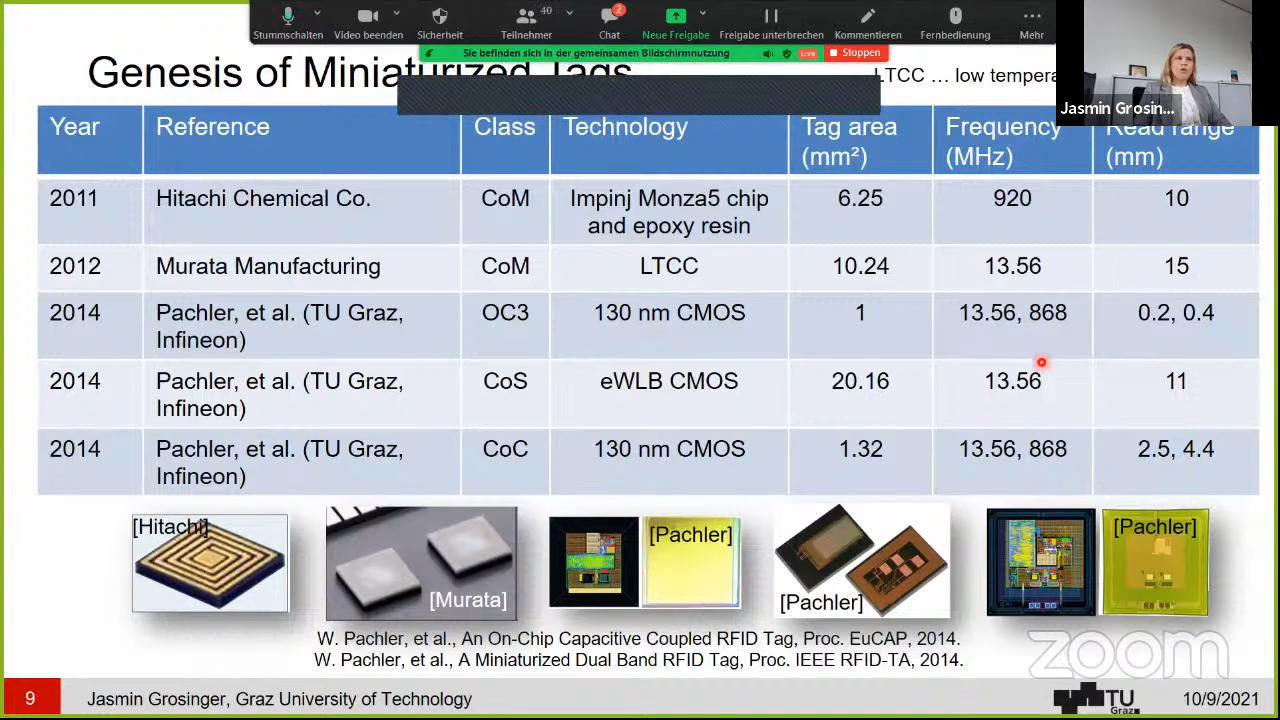 40
2
Stummschalten Video beenden Sicherheit Teilnehmer Chat Neue Freigabe Freigabe unterbrechen Kommentieren Fernbedienung Mehr
Sie befinden sich in der gemeinsamen Bildschirmnutzung LIVE Stoppen
Genesis of Miniaturized Tags
LTCC … low tempera
Jasmin Grosin...
Year Reference Class Technology Tag area Frequency Read range
(mm²) (MHz) (mm)
2011 Hitachi Chemical Co. CoM Impinj Monza5 chip 6.25 920 10
and epoxy resin
2012 Murata Manufacturing CoM LTCC 10.24 13.56 15
2014 Pachler, et al. (TU Graz, OC3 130 nm CMOS 1 13.56, 868 0.2, 0.4
Infineon)
2014 Pachler, et al. (TU Graz, CoS eWLB CMOS 20.16 13.56 11
Infineon)
2014 Pachler, et al. (TU Graz, CoC 130 nm CMOS 1.32 13.56, 868 2.5, 4.4
Infineon)
[Hitachi] [Murata] [Pachler] [Pachler] [Pachler]
W. Pachler, et al., An On-Chip Capacitive Coupled RFID Tag, Proc. EuCAP, 2014.
W. Pachler, et al., A Miniaturized Dual Band RFID Tag, Proc. IEEE RFID-TA, 2014.
zoom
9 Jasmin Grosinger, Graz University of Technology TU Graz 10/9/2021